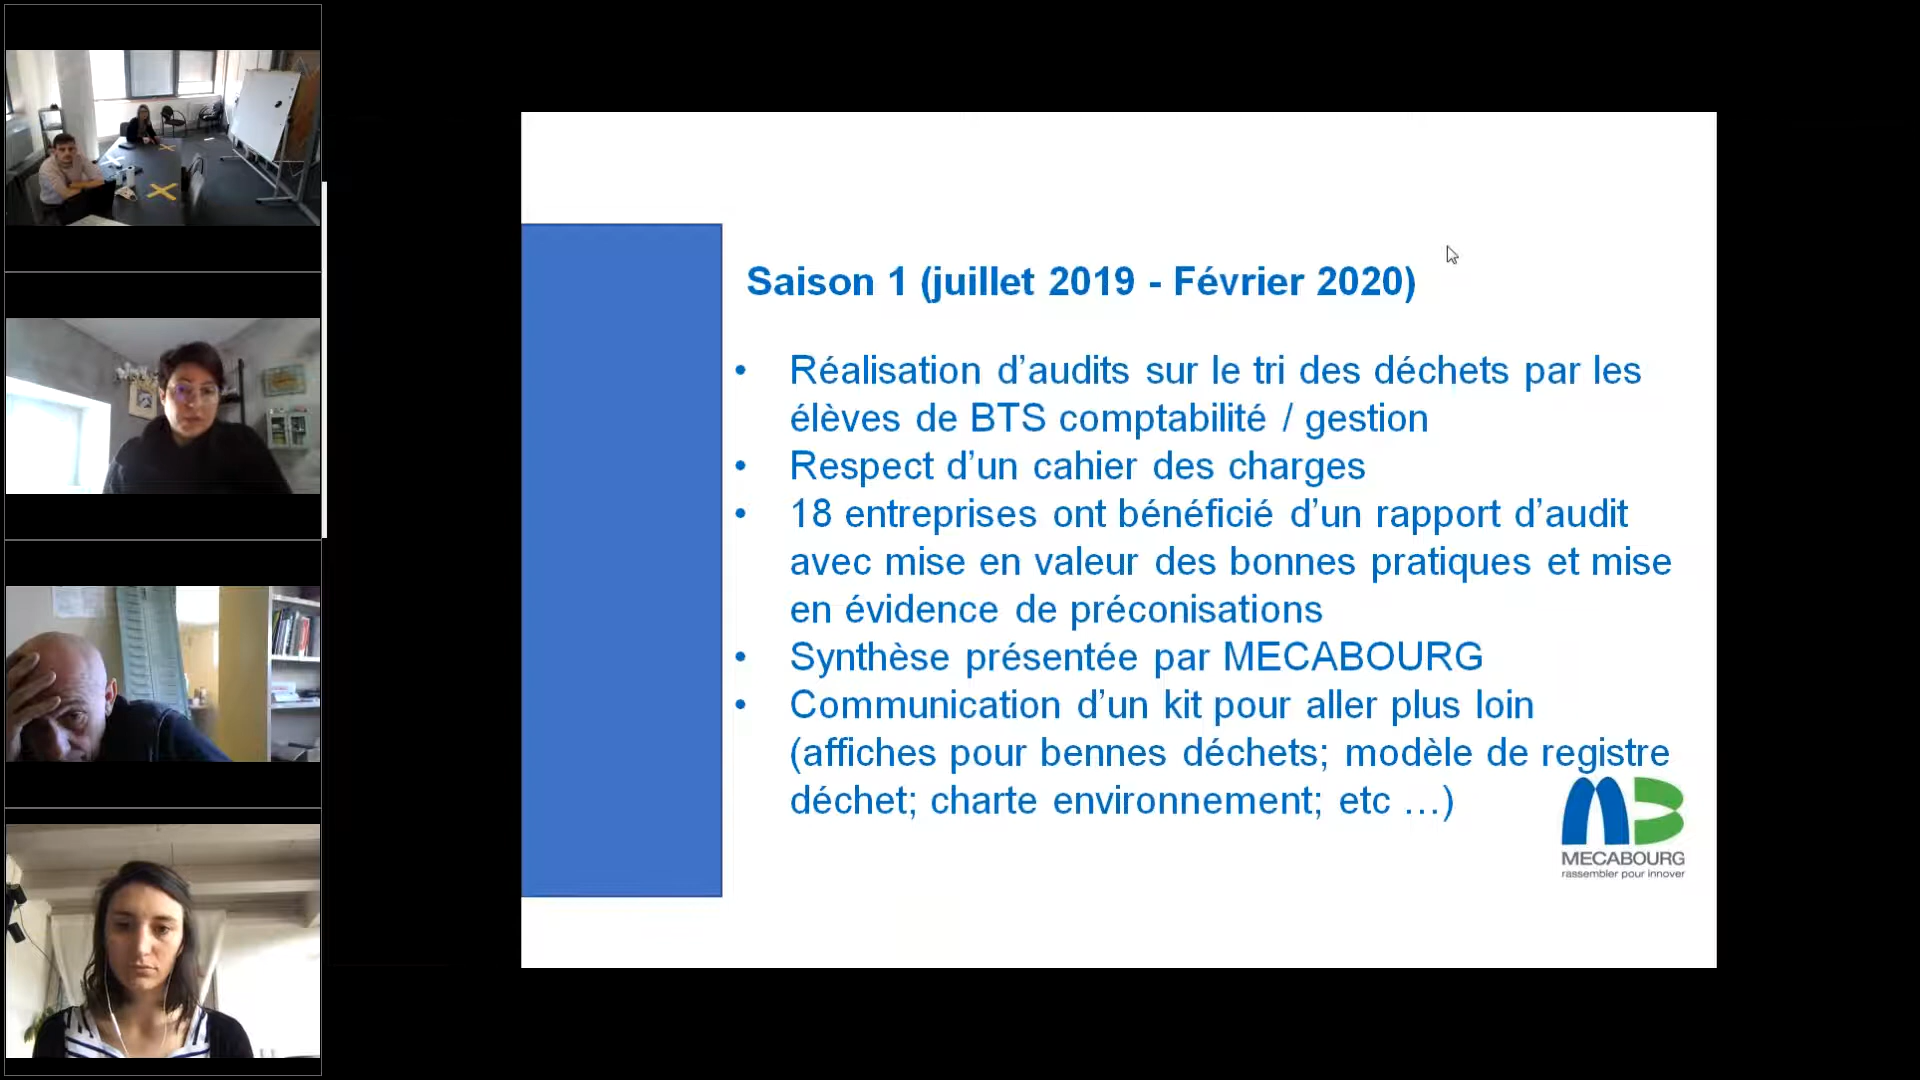 Saison 1 (juillet 2019 - Février 2020)
• Réalisation d’audits sur le tri des déchets par les
élèves de BTS comptabilité / gestion
• Respect d’un cahier des charges
• 18 entreprises ont bénéficié d’un rapport d’audit
avec mise en valeur des bonnes pratiques et mise
en évidence de préconisations
• Synthèse présentée par MECABOURG
• Communication d’un kit pour aller plus loin
(affiches pour bennes déchets; modèle de registre
déchet; charte environnement; etc …)
MECABOURG
rassembler pour innover